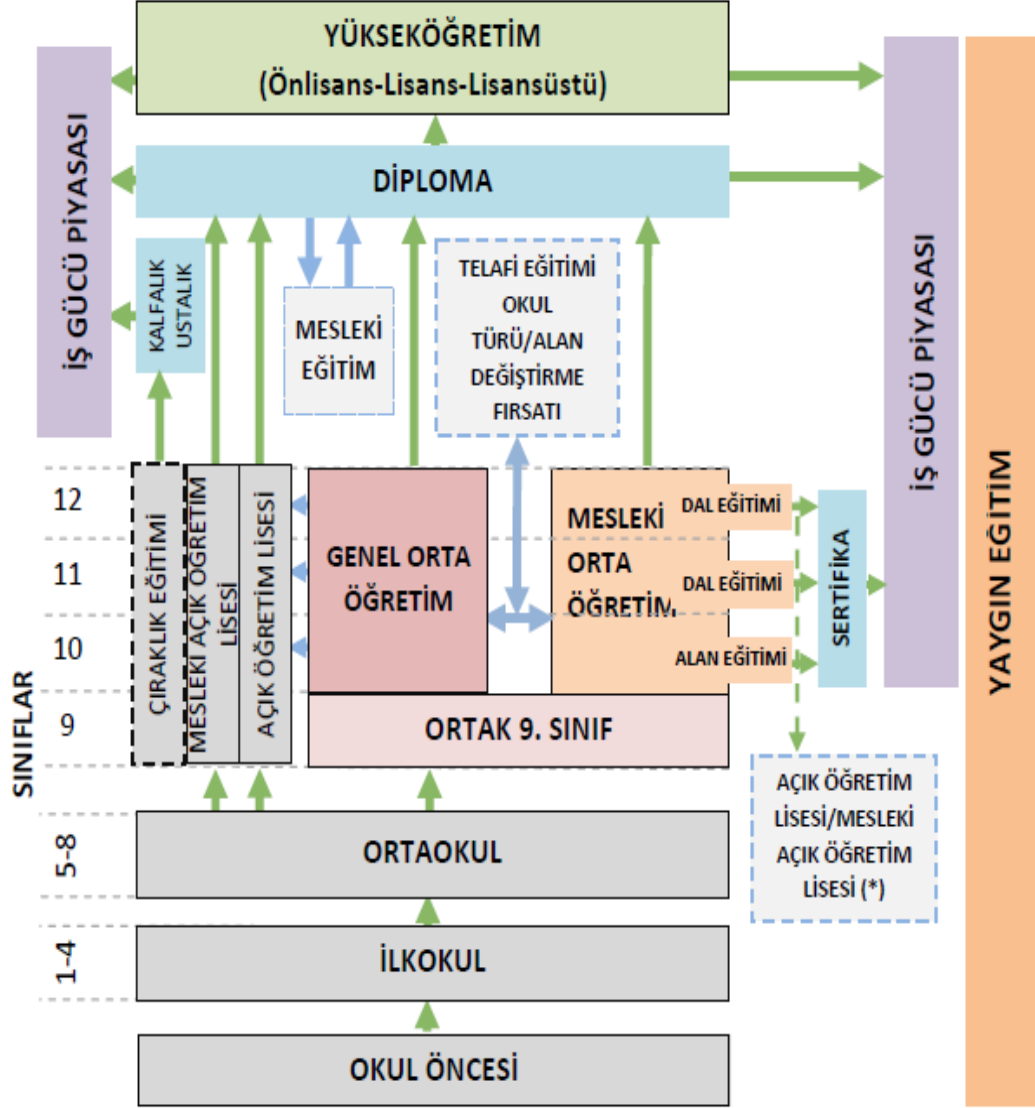 YÜKSEKÖĞRETİM
(Önlisans-Lisans-Lisansüstü)
İŞ GÜCÜ PİYASASI
DİPLOMA
İŞ GÜCÜ PİYASASI
YAYGIN EĞİTİM
KALFALIK
USTALIK
MESLEKİ
EĞİTİM
TELAFİ EĞİTİMİ
OKUL
TÜRÜ/ALAN
DEĞİŞTİRME
FIRSATI
SINIFLAR
12
11
10
9
5-8
1-4
ÇIRAKLIK EĞİTİMİ
MESLEKİ AÇIK ÖĞRETİM
LİSESİ
AÇIK ÖĞRETİM LİSESİ
GENEL ORTA
ÖĞRETİM
MESLEKİ
ORTA
ÖĞRETİM
DAL EĞİTİMİ
DAL EĞİTİMİ
ALAN EĞİTİMİ
SERTİFİKA
ORTAK 9. SINIF
AÇIK ÖĞRETİM
LİSESİ/MESLEKİ
AÇIK ÖĞRETİM
LİSESİ (*)
ORTAOKUL
İLKOKUL
OKUL ÖNCESİ